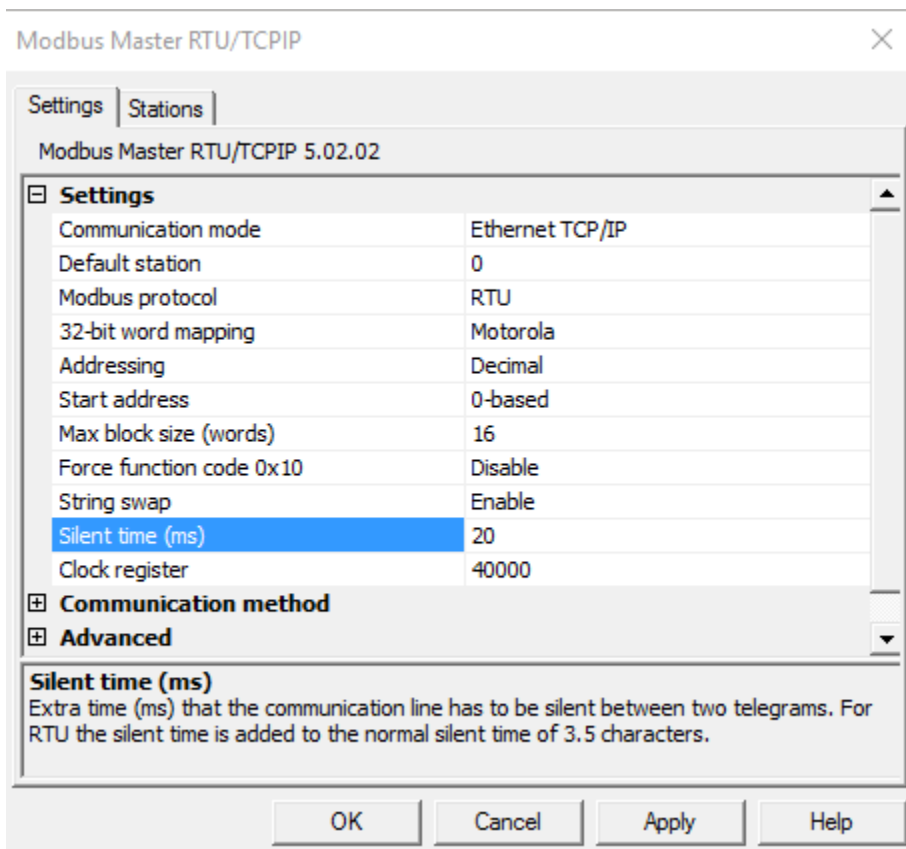 Modbus Master RTU/TCPIP
Settings Stations
Modbus Master RTU/TCPIP 5.02.02
Settings
Communication mode Ethernet TCP/IP
Default station 0
Modbus protocol RTU
32-bit word mapping Motorola
Addressing Decimal
Start address 0-based
Max block size (words) 16
Force function code 0x10 Disable
String swap Enable
Silent time (ms) 20
Clock register 40000
Communication method
Advanced
Silent time (ms)
Extra time (ms) that the communication line has to be silent between two telegrams. For
RTU the silent time is added to the normal silent time of 3.5 characters.
OK Cancel Apply Help